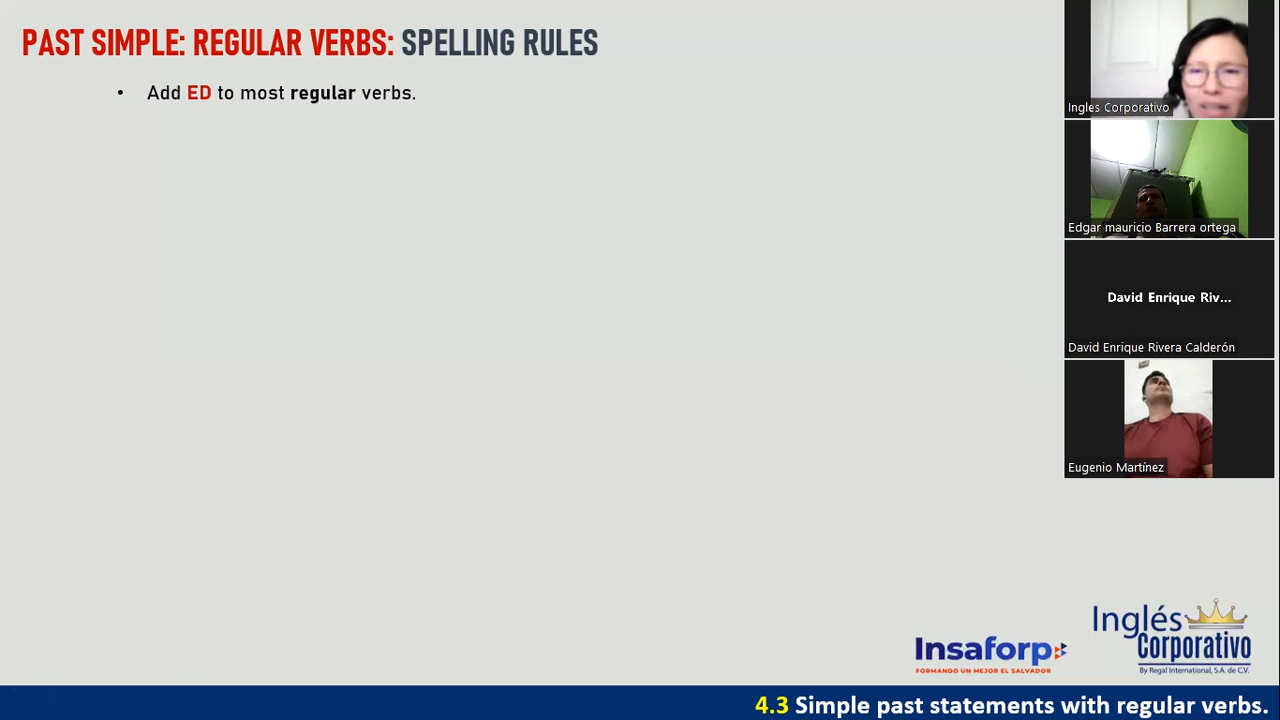 PAST SIMPLE: REGULAR VERBS: SPELLING RULES
• Add ED to most regular verbs.
Ingles Corporativo
Edgar mauricio Barrera ortega
David Enrique Riv...
David Enrique Rivera Calderón
Eugenio Martínez
Insaforp
FORMANDO UN MEJOR EL SALVADOR
Inglés
Corporativo
By Regal International, S.A. de C.V.
4.3 Simple past statements with regular verbs.